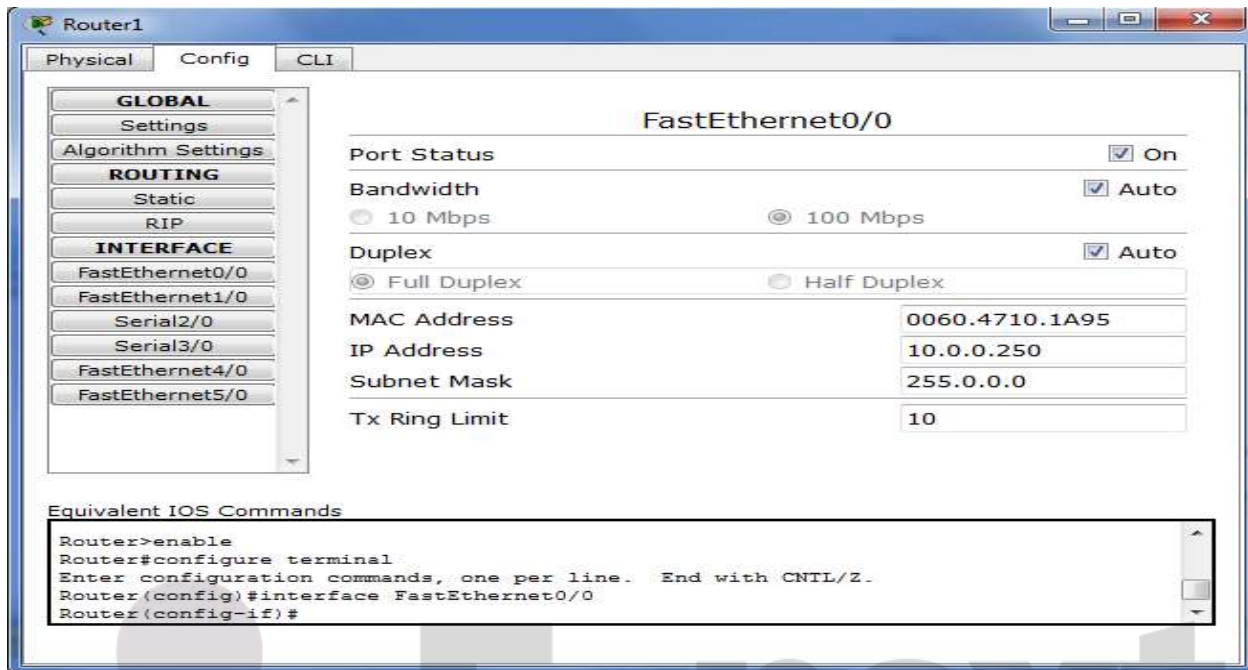 Router1
Physical Config CLI
GLOBAL
Settings
Algorithm Settings
ROUTING
Static
RIP
INTERFACE
FastEthernet0/0
FastEthernet1/0
Serial2/0
Serial3/0
FastEthernet4/0
FastEthernet5/0
FastEthernet0/0
Port Status On
Bandwidth Auto
10 Mbps 100 Mbps
Duplex Auto
Full Duplex Half Duplex
MAC Address 0060.4710.1A95
IP Address 10.0.0.250
Subnet Mask 255.0.0.0
Tx Ring Limit 10
Equivalent IOS Commands
Router>enable
Router#configure terminal
Enter configuration commands, one per line. End with CNTL/Z.
Router(config)#interface FastEthernet0/0
Router(config-if)#